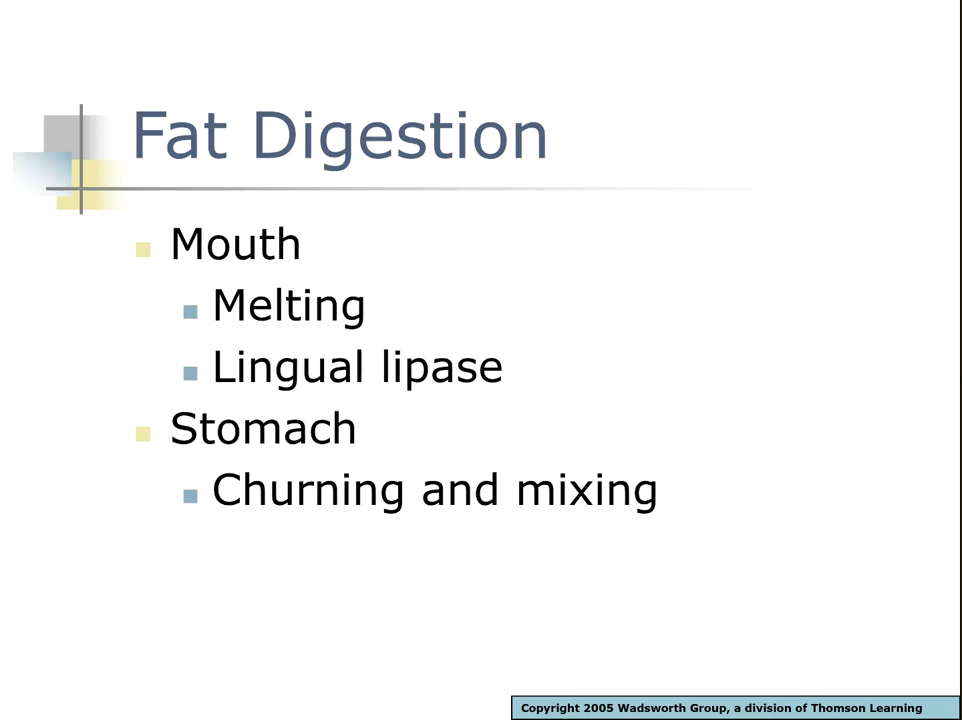 Fat Digestion
Mouth
Melting
Lingual lipase
Stomach
Churning and mixing
Copyright 2005 Wadsworth Group, a division of Thomson Learning